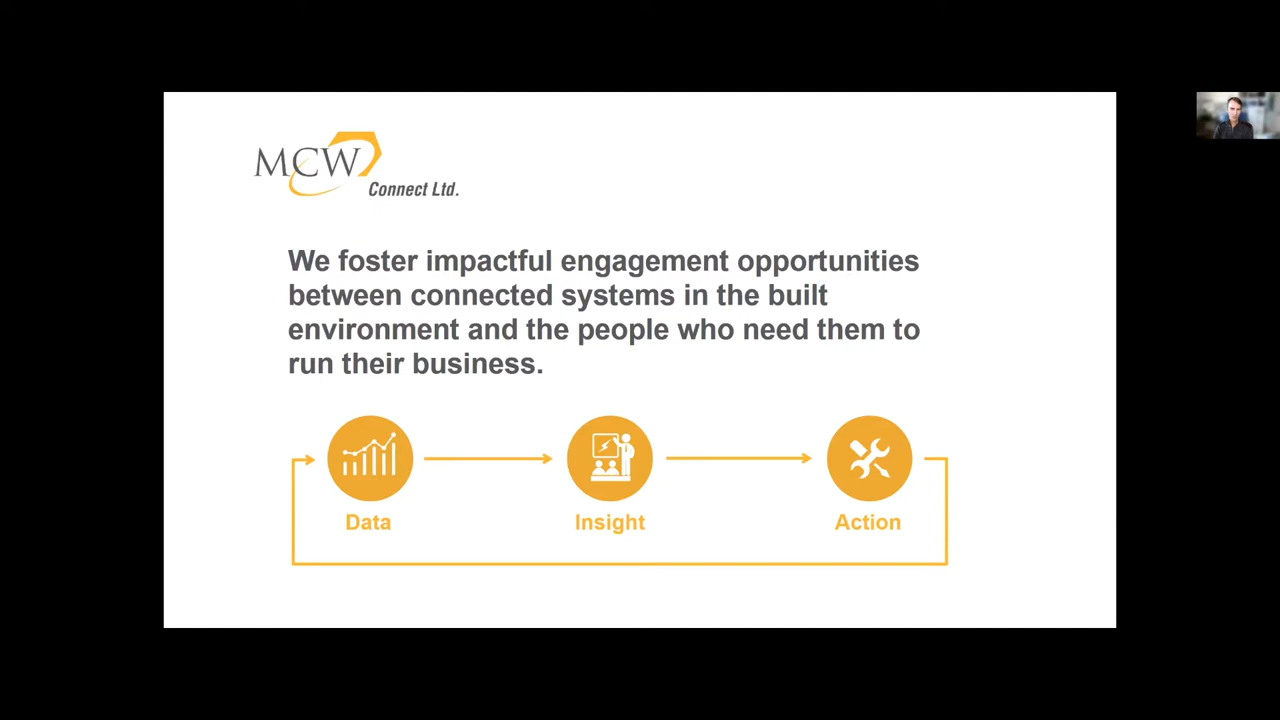 MCW
Connect Ltd.
We foster impactful engagement opportunities
between connected systems in the built
environment and the people who need them to
run their business.
Data
Insight
Action